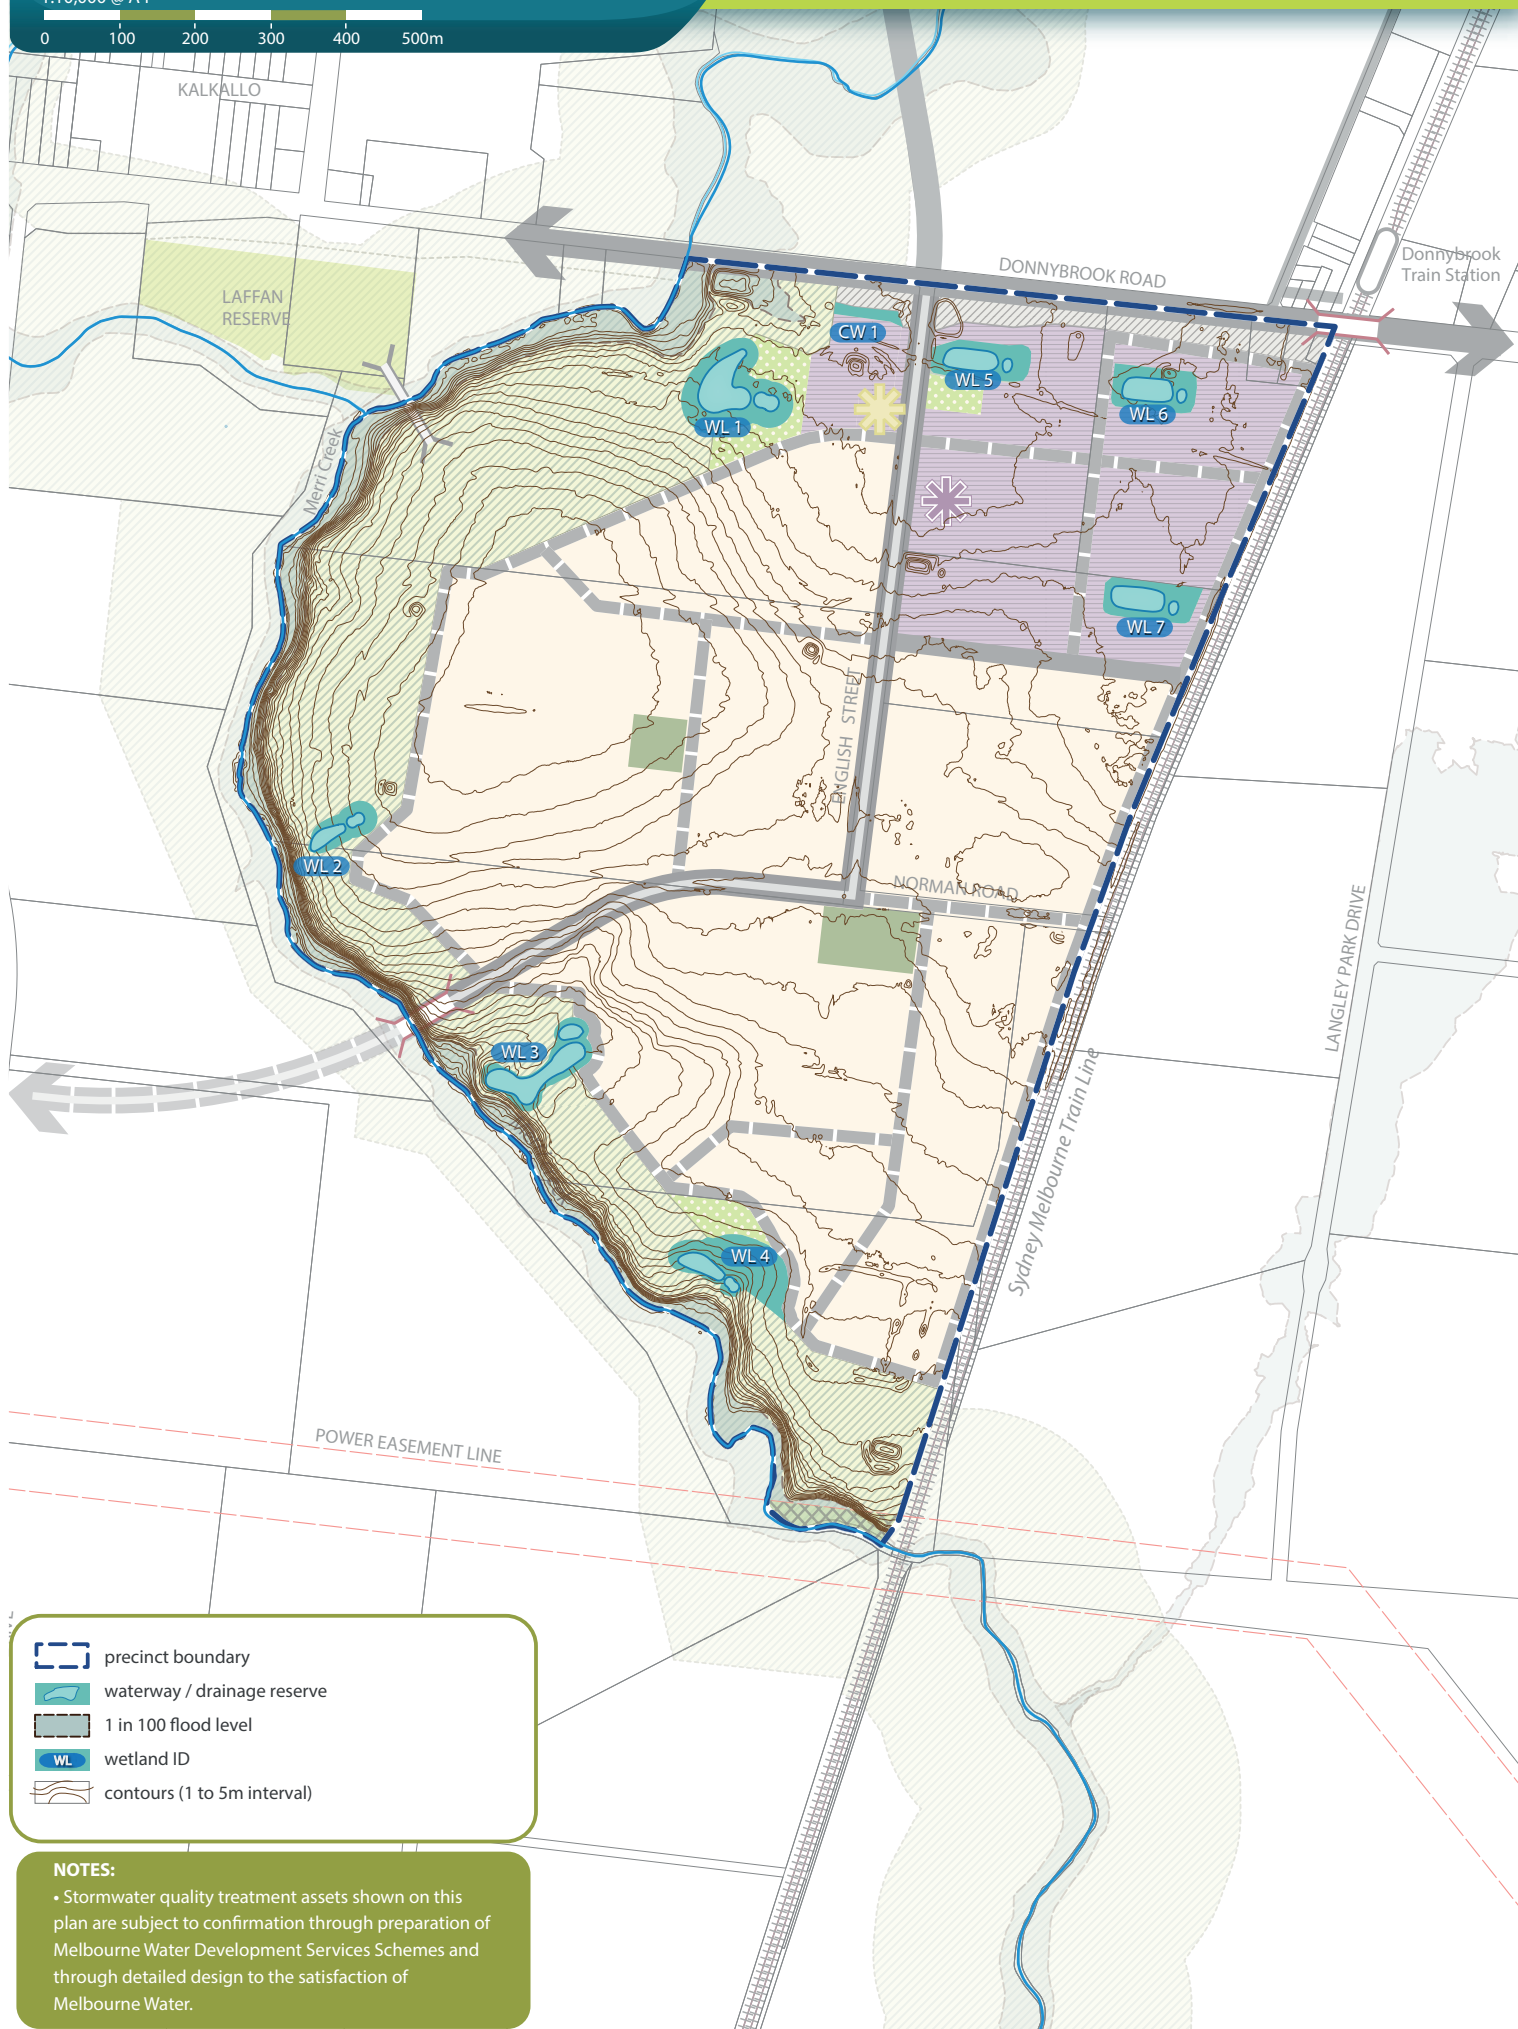 0 100 200 300 400 500m
KALKALLO
DONNYBROOK ROAD
Donnybrook
Train Station
LAFFAN
RESERVE
CW 1
WL 5
WL 6
WL 1
Merri Creek
WL 7
ENGLISH STREET
WL 2
NORMAN ROAD
LANGLEY PARK DRIVE
WL 3
Sydney Melbourne Train Line
WL 4
POWER EASEMENT LINE
precinct boundary
waterway / drainage reserve
1 in 100 flood level
WL wetland ID
contours (1 to 5m interval)
NOTES:
• Stormwater quality treatment assets shown on this
plan are subject to confirmation through preparation of
Melbourne Water Development Services Schemes and
through detailed design to the satisfaction of
Melbourne Water.